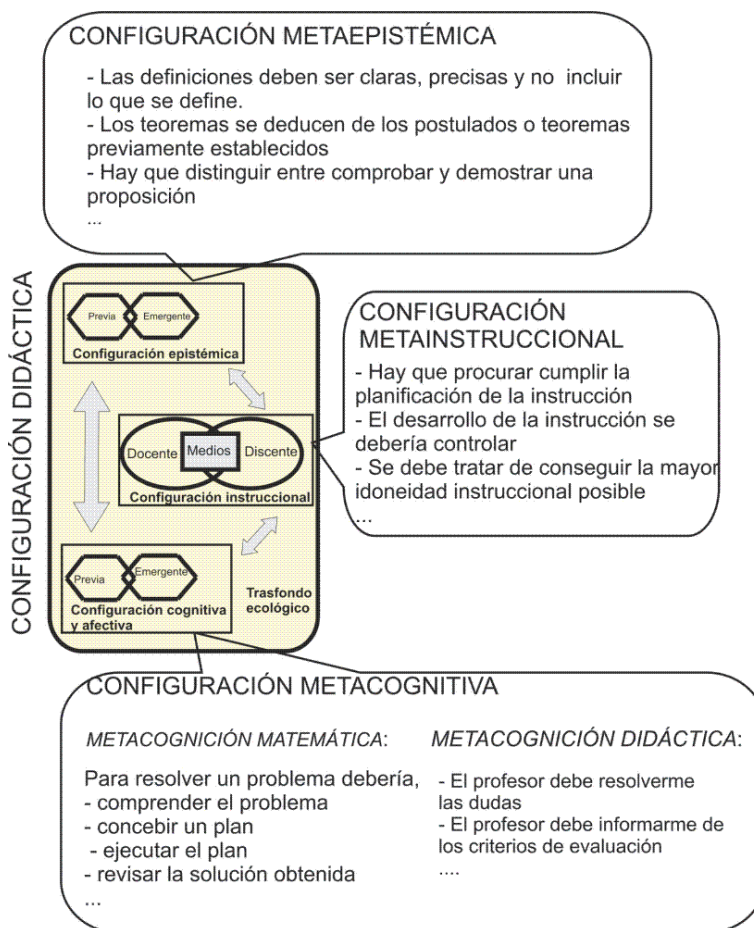 CONFIGURACIÓN METAEPISTÉMICA
- Las definiciones deben ser claras, precisas y no incluir
lo que se define.
- Los teoremas se deducen de los postulados o teoremas
previamente establecidos
- Hay que distinguir entre comprobar y demostrar una
proposición
...
CONFIGURACIÓN DIDÁCTICA
Previa
Emergente
Configuración epistémica
Docente
Medios
Discente
Configuración instruccional
Previa
Emergente
Configuración cognitiva
y afectiva
Trasfondo
ecológico
CONFIGURACIÓN
METAINSTRUCCIONAL
- Hay que procurar cumplir la
planificación de la instrucción
- El desarrollo de la instrucción se
debería controlar
- Se debe tratar de conseguir la mayor
idoneidad instruccional posible
...
CONFIGURACIÓN METACOGNITIVA
METACOGNICIÓN MATEMÁTICA:
Para resolver un problema debería,
- comprender el problema
- concebir un plan
- ejecutar el plan
- revisar la solución obtenida
...
METACOGNICIÓN DIDÁCTICA:
- El profesor debe resolverme
las dudas
- El profesor debe informarme de
los criterios de evaluación
....